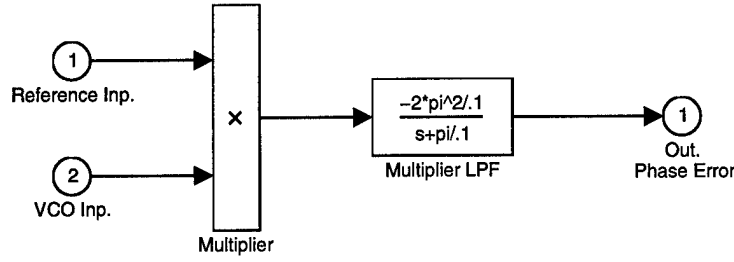 1
Reference Inp.
2
VCO Inp.
×
Multiplier
−2*pi^2/.1
s+pi/.1
Multiplier LPF
1
Out.
Phase Error